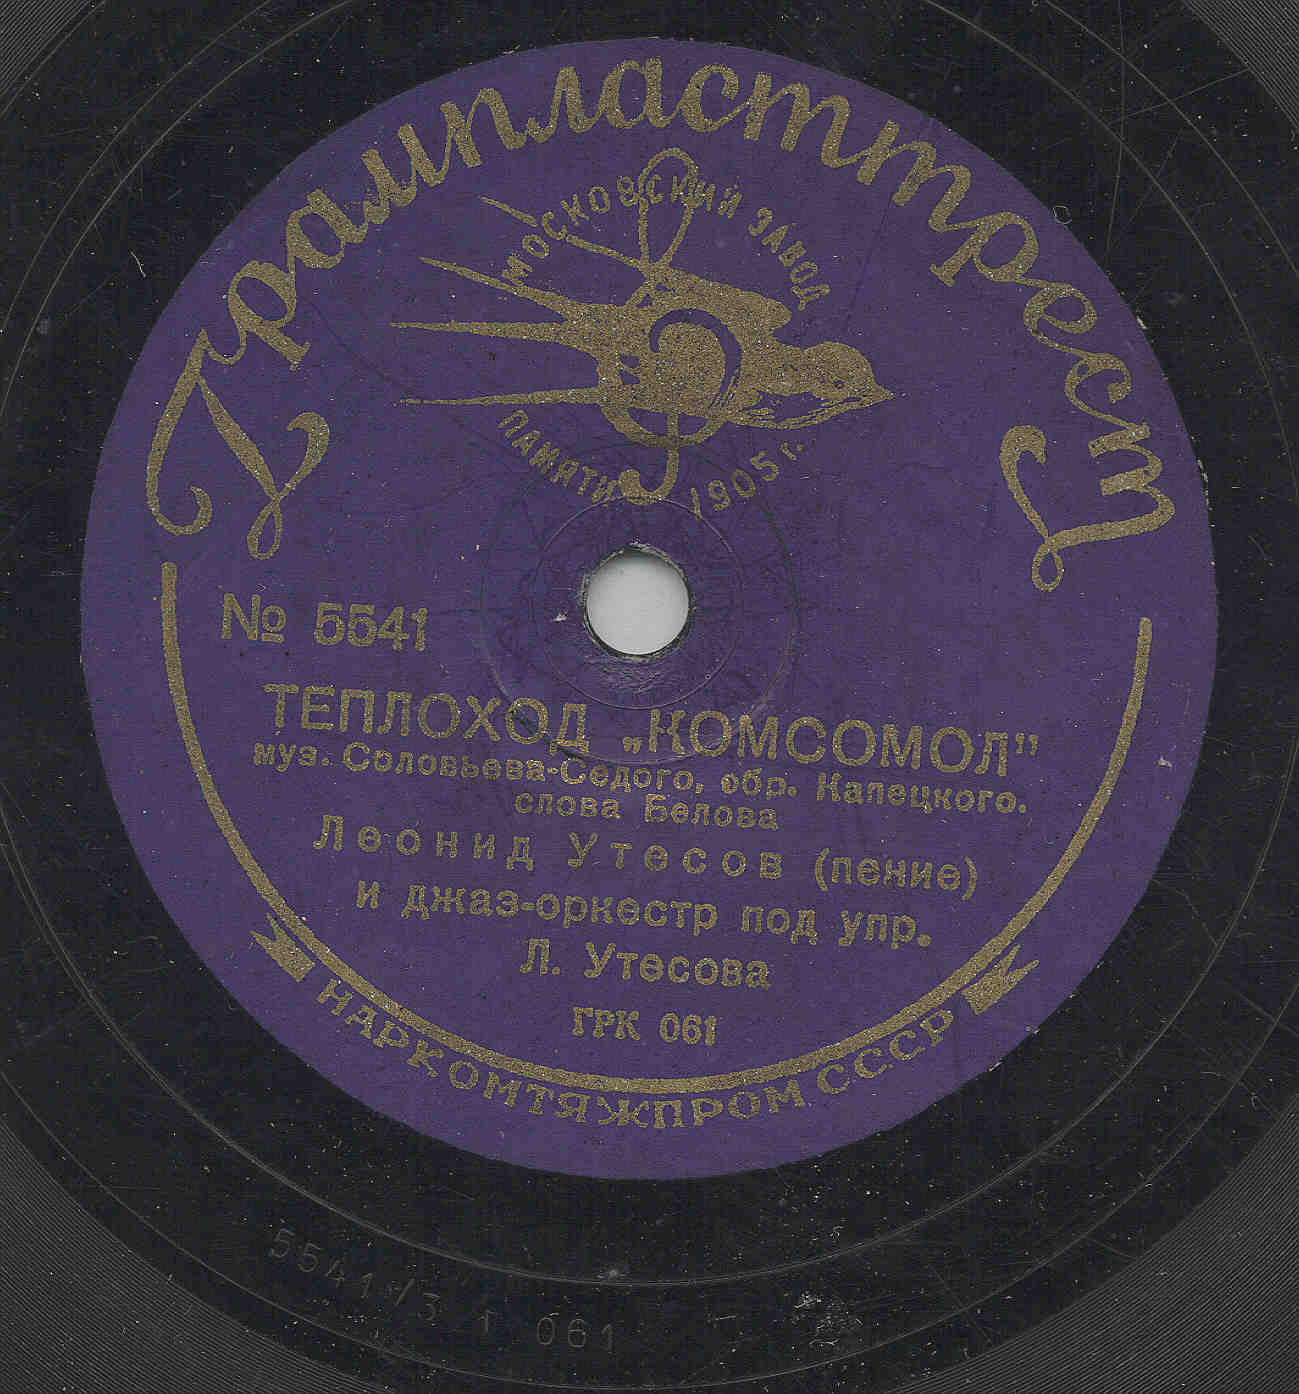 Грампласттрест
МОСКОВСКИЙ ЗАВОД
ПАМЯТИ 1905 г.
№ 5541
ТЕПЛОХОД „КОМСОМОЛ"
муз. Соловьева-Седого, обр. Капецкого.
слова Белова
Леонид Утесов (пение)
и джаз-оркестр под упр.
Л. Утесова
ГРК 061
НАРКОМТЯЖПРОМ СССР
5541/3 г 061